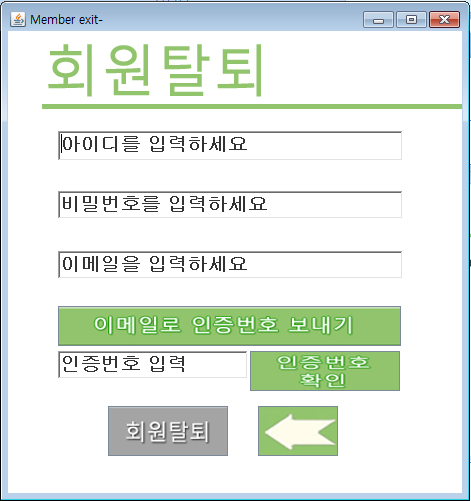 Member exit-
회원탈퇴
아이디를 입력하세요
비밀번호를 입력하세요
이메일을 입력하세요
이메일로 인증번호 보내기
인증번호 입력
인증번호
확인
회원탈퇴